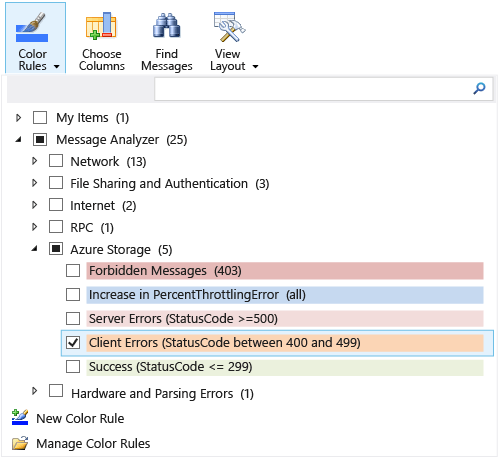 Color Rules
Choose Columns
Find Messages
View Layout
My Items (1)
Message Analyzer (25)
Network (13)
File Sharing and Authentication (3)
Internet (2)
RPC (1)
Azure Storage (5)
Forbidden Messages (403)
Increase in PercentThrottlingError (all)
Server Errors (StatusCode >=500)
Client Errors (StatusCode between 400 and 499)
Success (StatusCode <= 299)
Hardware and Parsing Errors (1)
New Color Rule
Manage Color Rules